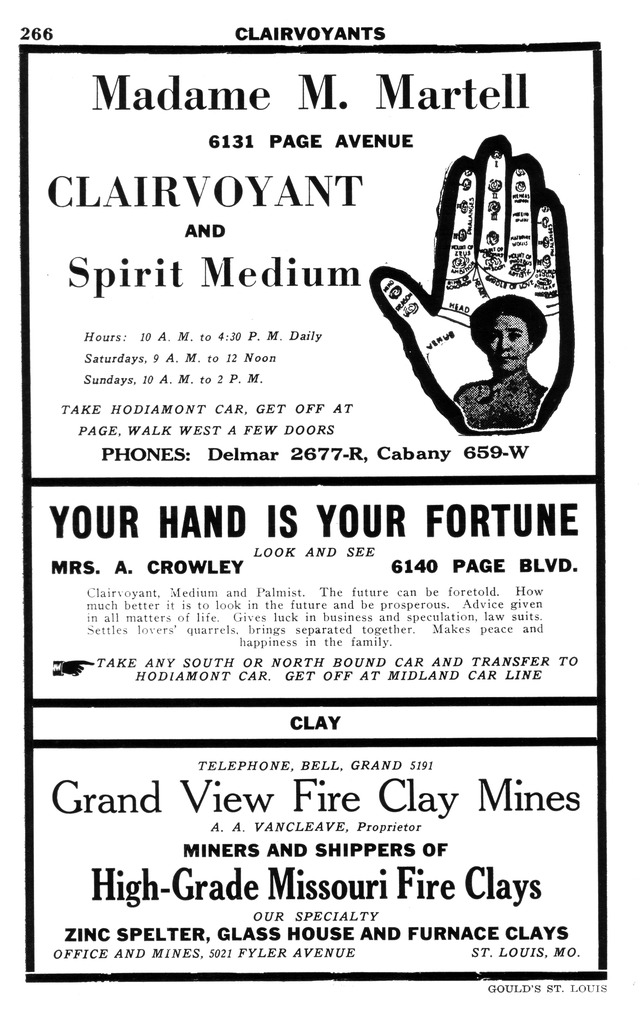 266
CLAIRVOYANTS
Madame M. Martell
6131 PAGE AVENUE
CLAIRVOYANT
AND
Spirit Medium
Hours: 10 A. M. to 4:30 P. M. Daily
Saturdays, 9 A. M. to 12 Noon
Sundays, 10 A. M. to 2 P. M.
TAKE HODIAMONT CAR, GET OFF AT
PAGE, WALK WEST A FEW DOORS
PHONES: Delmar 2677-R, Cabany 659-W
HEAD
HEART
VENUS
YOUR HAND IS YOUR FORTUNE
LOOK AND SEE
MRS. A. CROWLEY 6140 PAGE BLVD.
Clairvoyant, Medium and Palmist. The future can be foretold. How
much better it is to look in the future and be prosperous. Advice given
in all matters of life. Gives luck in business and speculation, law suits.
Settles lovers' quarrels, brings separated together. Makes peace and
happiness in the family.
TAKE ANY SOUTH OR NORTH BOUND CAR AND TRANSFER TO
HODIAMONT CAR. GET OFF AT MIDLAND CAR LINE
CLAY
TELEPHONE, BELL, GRAND 5191
Grand View Fire Clay Mines
A. A. VANCLEAVE, Proprietor
MINERS AND SHIPPERS OF
High-Grade Missouri Fire Clays
OUR SPECIALTY
ZINC SPELTER, GLASS HOUSE AND FURNACE CLAYS
OFFICE AND MINES, 5021 FYLER AVENUE ST. LOUIS, MO.
GOULD'S ST. LOUIS